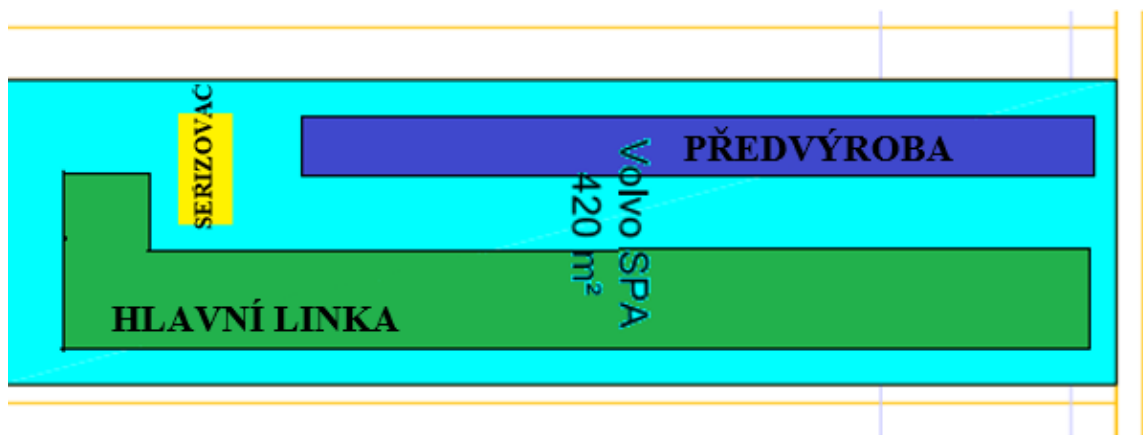 SEŘIZOVAČ
PŘEDVÝROBA
Volvo SPA
420 m²
HLAVNÍ LINKA